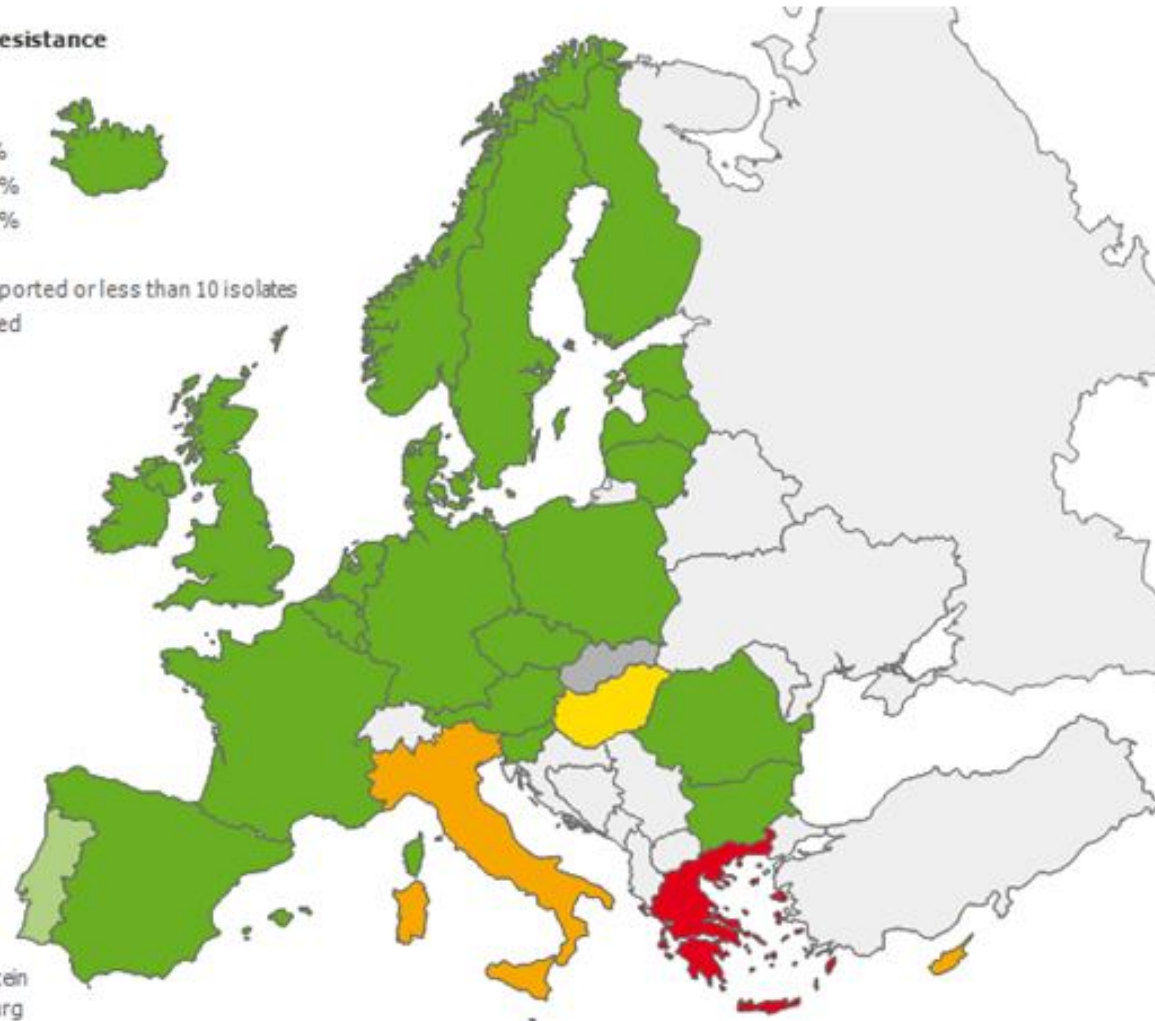 esistance
%
%
%
ported or less than 10 isolates
ed
tein
rg